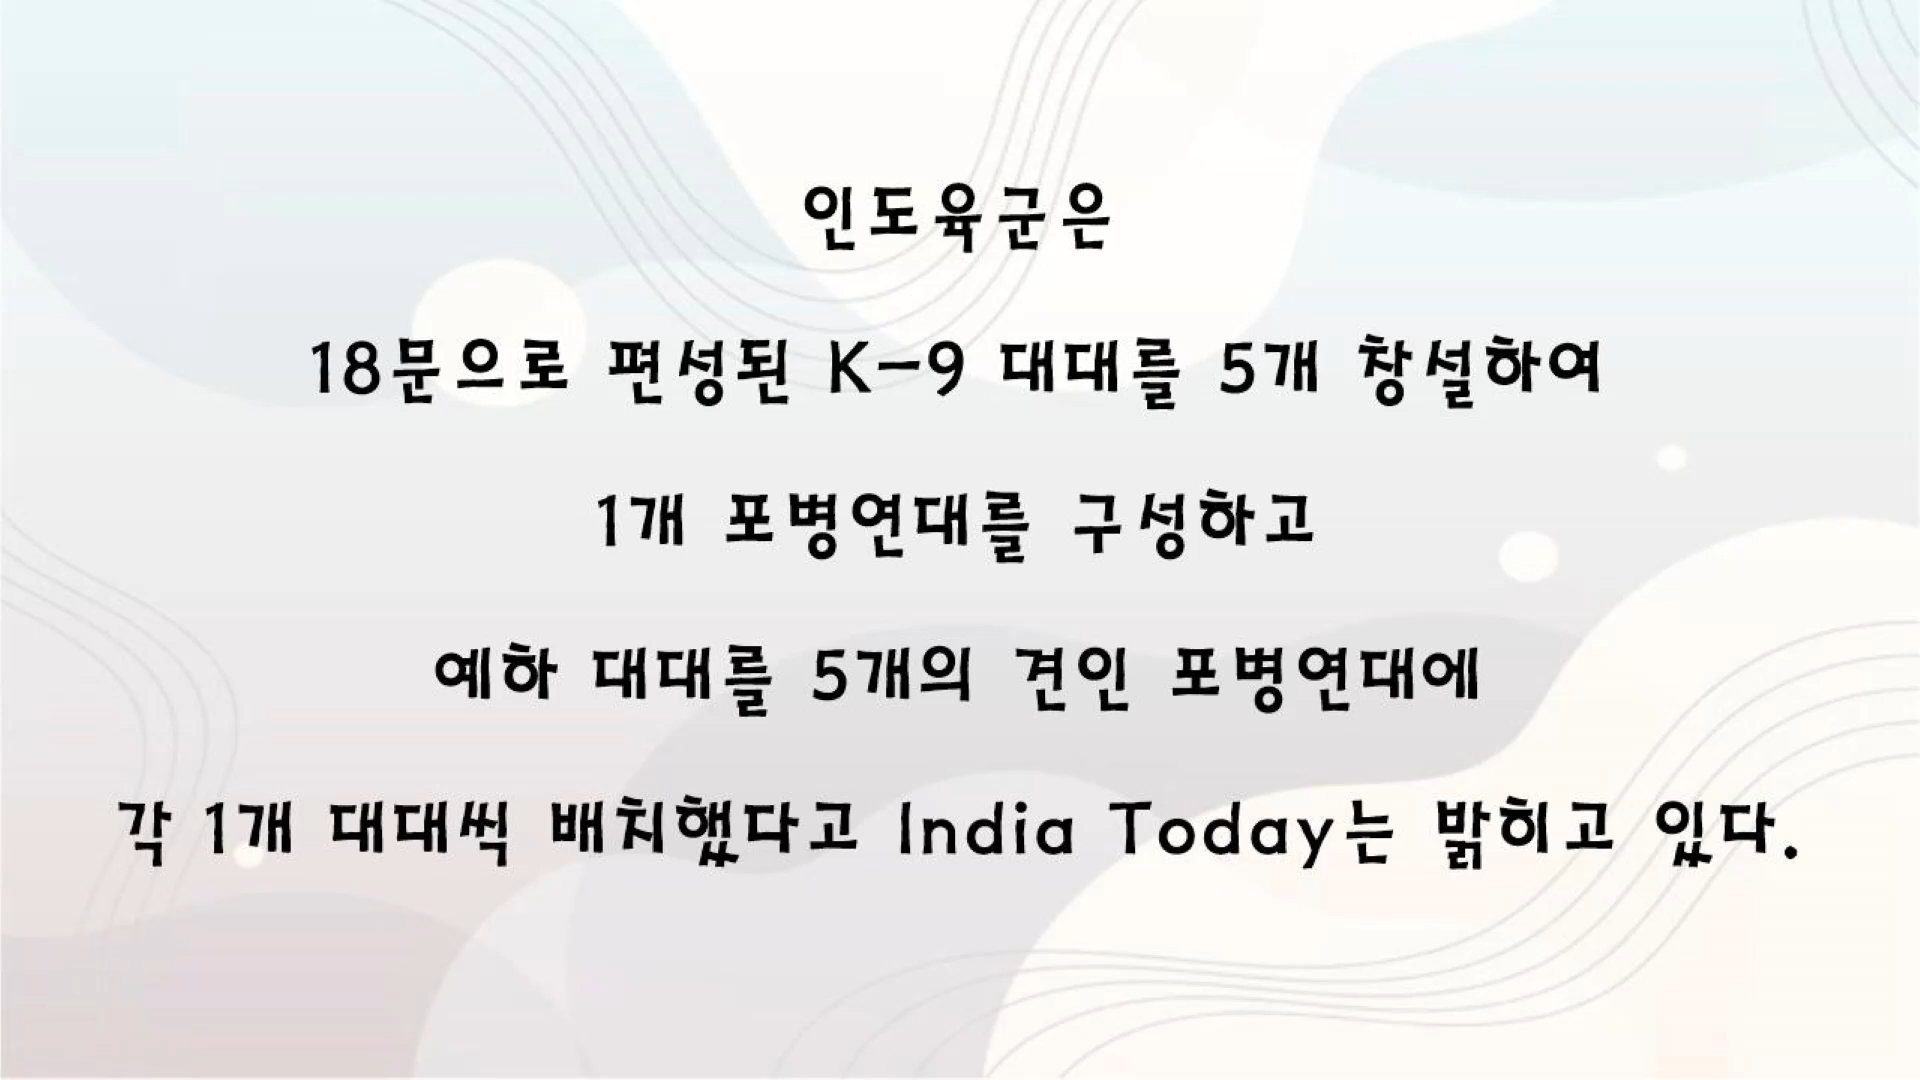 인도육군은
18문으로 편성된 K-9 대대를 5개 창설하여
1개 포병연대를 구성하고
예하 대대를 5개의 견인 포병연대에
각 1개 대대씩 배치했다고 India Today는 밝히고 있다.